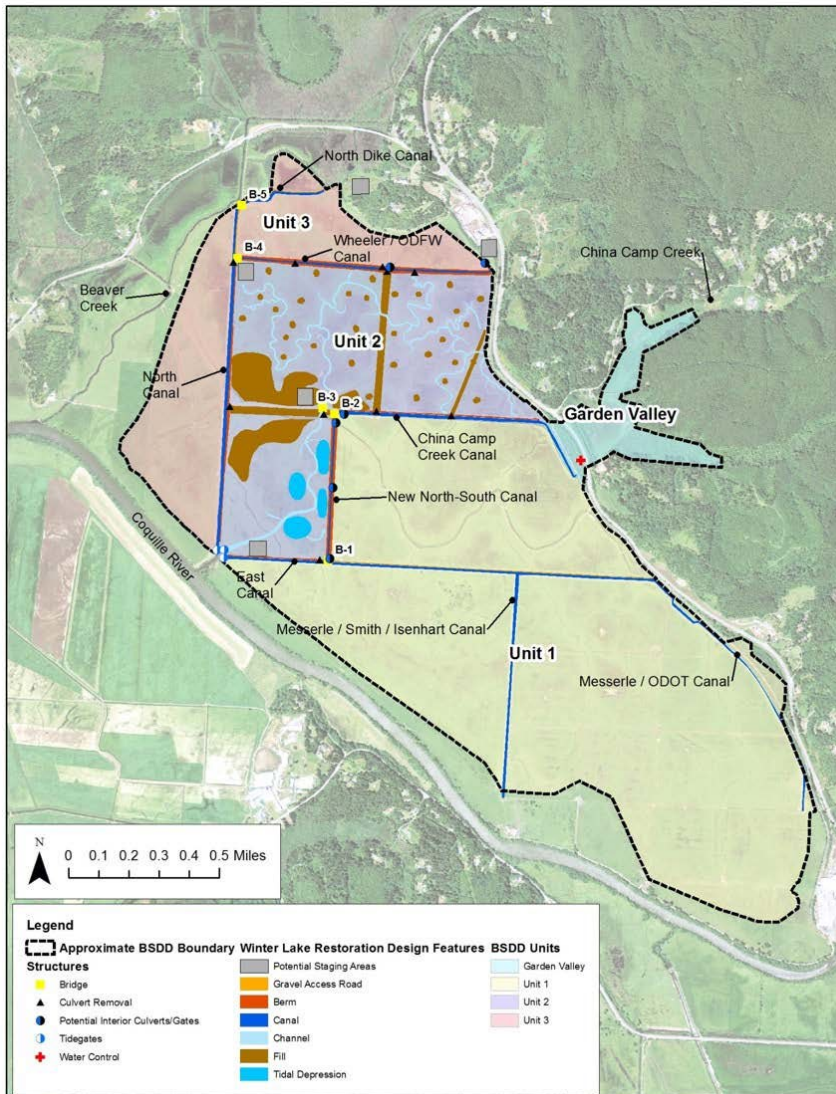 North Dike Canal
B-5
Unit 3
B-4
Wheeler / ODFW
Canal
China Camp
Creek
Beaver
Creek
Unit 2
North
Canal
B-3
B-2
Garden Valley
China Camp
Creek Canal
New North-South Canal
Coquille River
B-1
East
Canal
Messerle / Smith / Isenhart Canal
Unit 1
Messerle / ODOT Canal
N
0 0.1 0.2 0.3 0.4 0.5 Miles
Legend
Approximate BSDD Boundary
Structures
Bridge
Culvert Removal
Potential Interior Culverts/Gates
Tidegates
Water Control
Winter Lake Restoration Design Features
Potential Staging Areas
Gravel Access Road
Berm
Canal
Channel
Fill
Tidal Depression
BSDD Units
Garden Valley
Unit 1
Unit 2
Unit 3